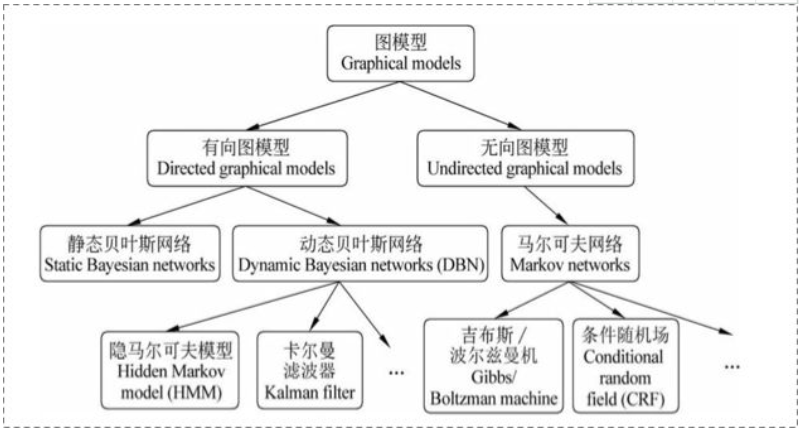 图模型
Graphical models
有向图模型
Directed graphical models
无向图模型
Undirected graphical models
静态贝叶斯网络
Static Bayesian networks
动态贝叶斯网络
Dynamic Bayesian networks (DBN)
马尔可夫网络
Markov networks
隐马尔可夫模型
Hidden Markov
model (HMM)
卡尔曼
滤波器
Kalman filter
...
吉布斯/
波尔兹曼机
Gibbs/
Boltzman machine
条件随机场
Conditional
random
field (CRF)
...